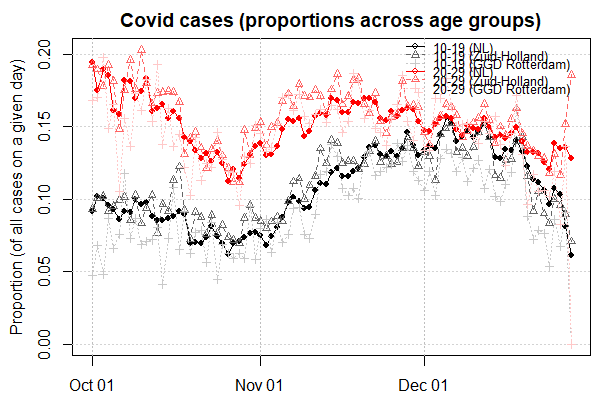 Covid cases (proportions across age groups)
10-19 (NL)
10-19 (Zuid-Holland)
10-19 (GGD Rotterdam)
20-29 (NL)
20-29 (Zuid-Holland)
20-29 (GGD Rotterdam)
Proportion (of all cases on a given day)
0.20
0.15
0.10
0.05
0.00
Oct 01
Nov 01
Dec 01